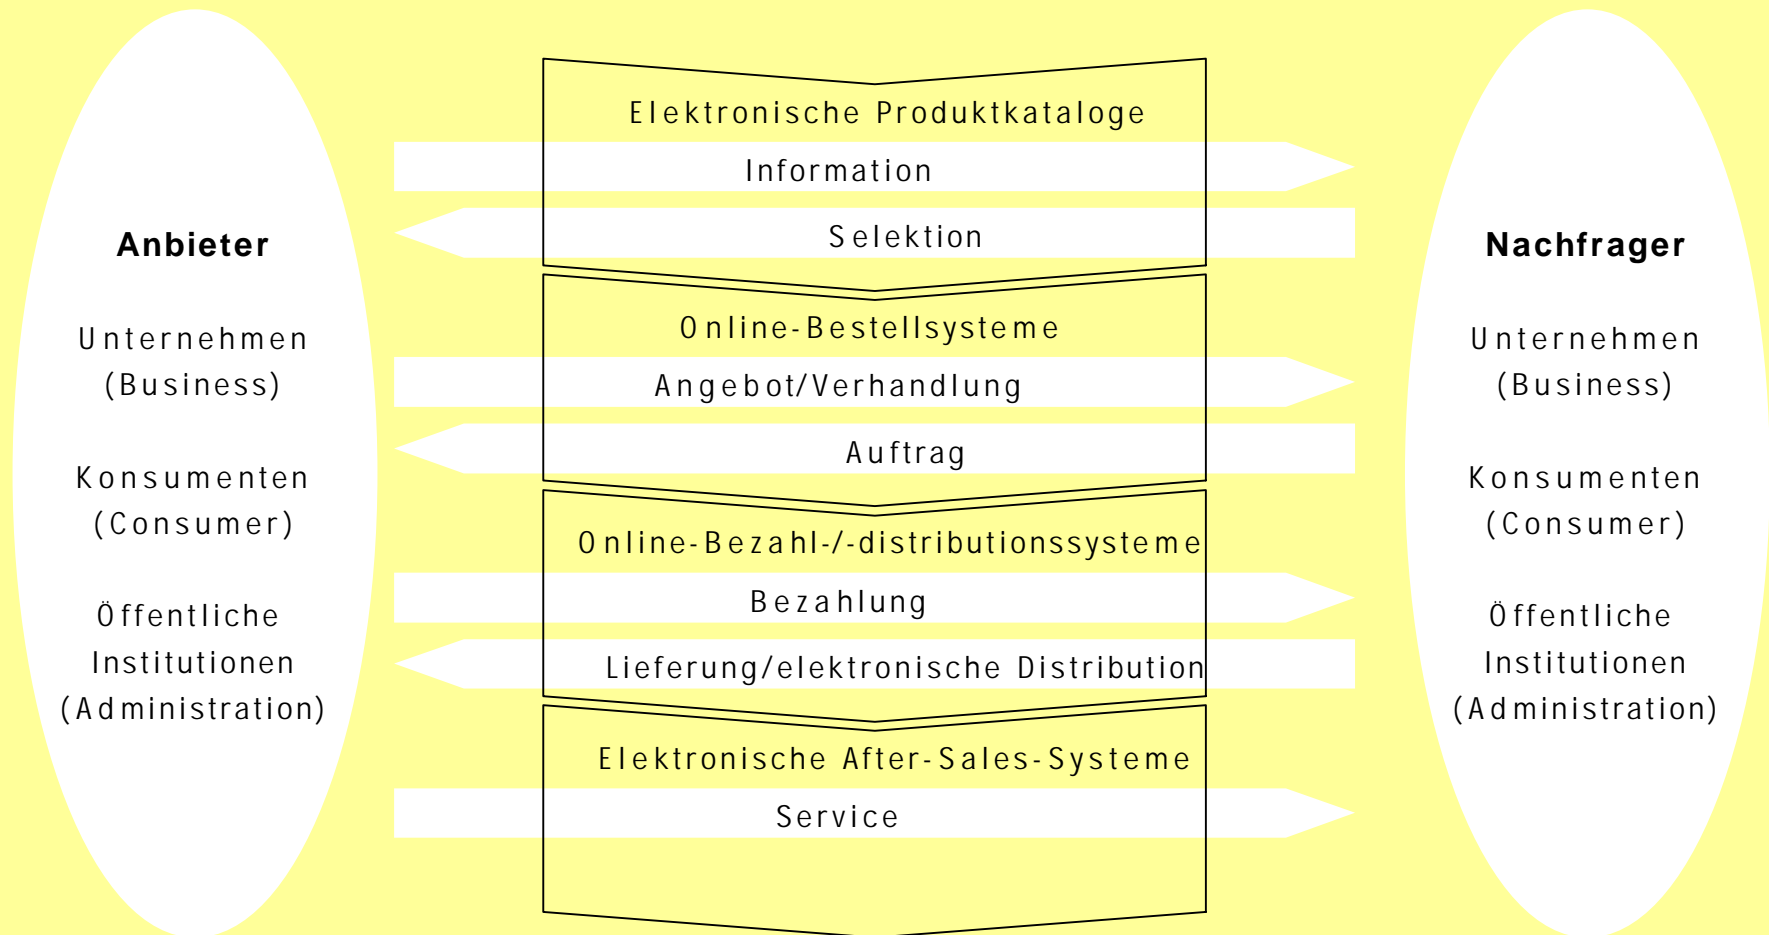 Anbieter
Unternehmen
(Business)
Konsumenten
(Consumer)
Öffentliche
Institutionen
(Administration)
Elektronische Produktkataloge
Information
Selektion
Online-Bestellsysteme
Angebot/Verhandlung
Auftrag
Online-Bezahl-/-distributionssysteme
Bezahlung
Lieferung/elektronische Distribution
Elektronische After-Sales-Systeme
Service
Nachfrager
Unternehmen
(Business)
Konsumenten
(Consumer)
Öffentliche
Institutionen
(Administration)